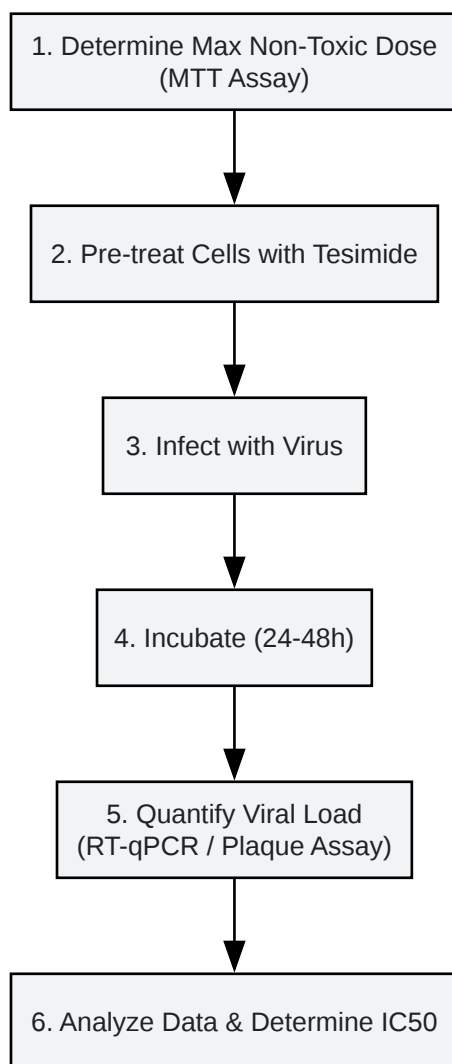 1. Determine Max Non-Toxic Dose
(MTT Assay)
2. Pre-treat Cells with Tesimide
3. Infect with Virus
4. Incubate (24-48h)
5. Quantify Viral Load
(RT-qPCR / Plaque Assay)
6. Analyze Data & Determine IC50